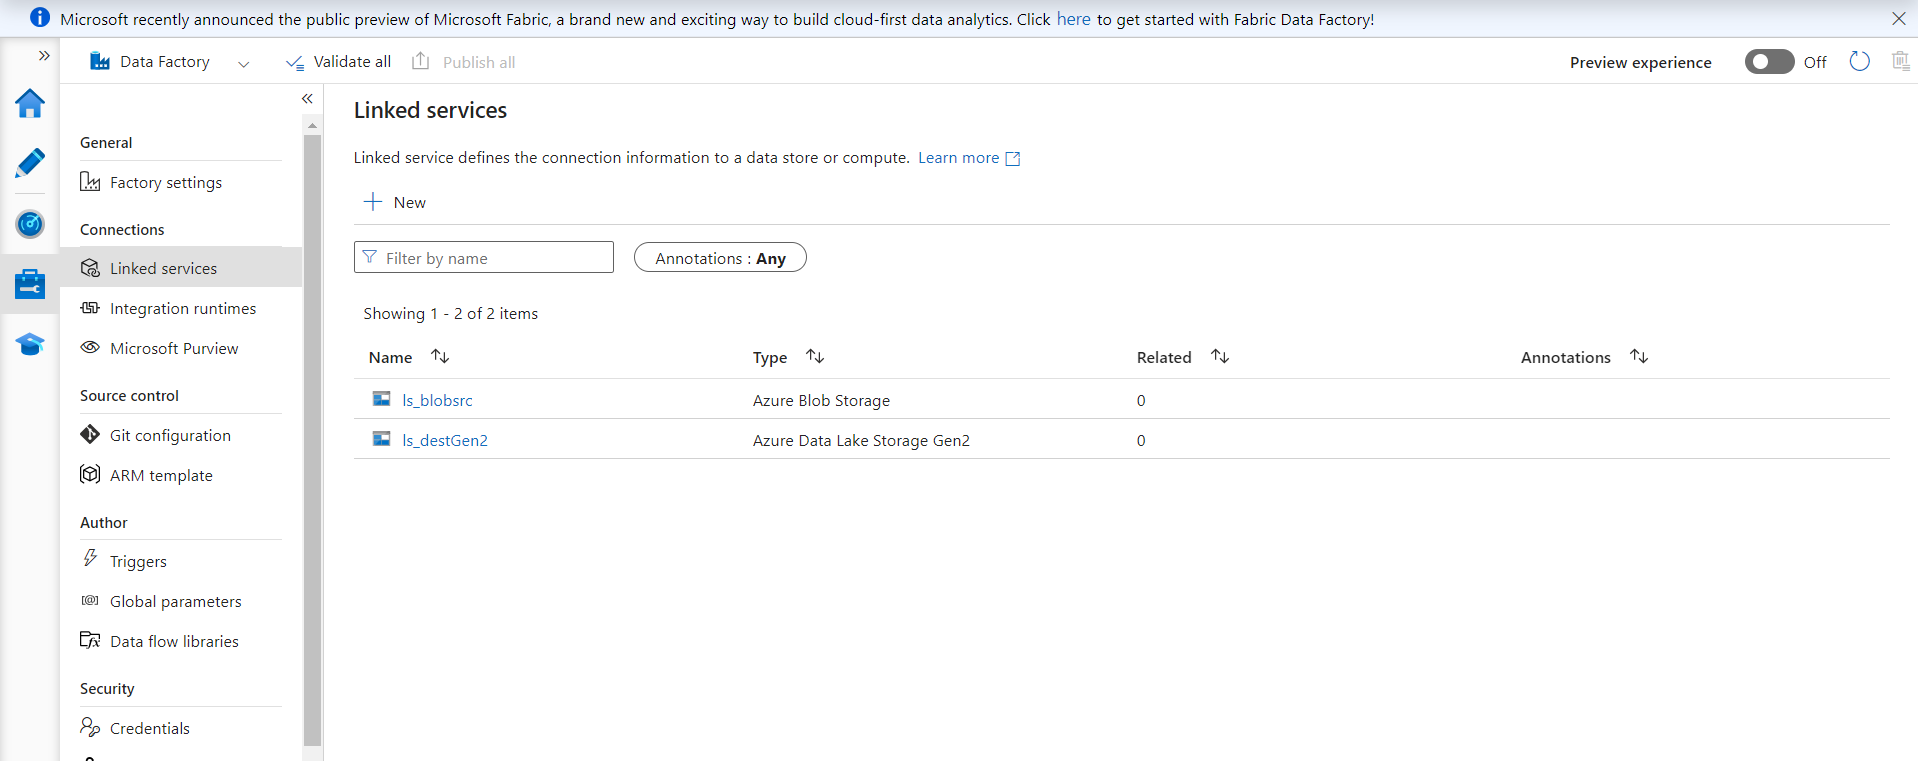 Microsoft recently announced the public preview of Microsoft Fabric, a brand new and exciting way to build cloud-first data analytics. Click here to get started with Fabric Data Factory!
Data Factory
Validate all
Publish all
Preview experience
Off
General
Factory settings
Connections
Linked services
Integration runtimes
Microsoft Purview
Source control
Git configuration
ARM template
Author
Triggers
Global parameters
Data flow libraries
Security
Credentials
Linked services
Linked service defines the connection information to a data store or compute. Learn more
New
Filter by name
Annotations : Any
Showing 1 - 2 of 2 items
Name Type Related Annotations
ls_blobsrc Azure Blob Storage 0
ls_destGen2 Azure Data Lake Storage Gen2 0